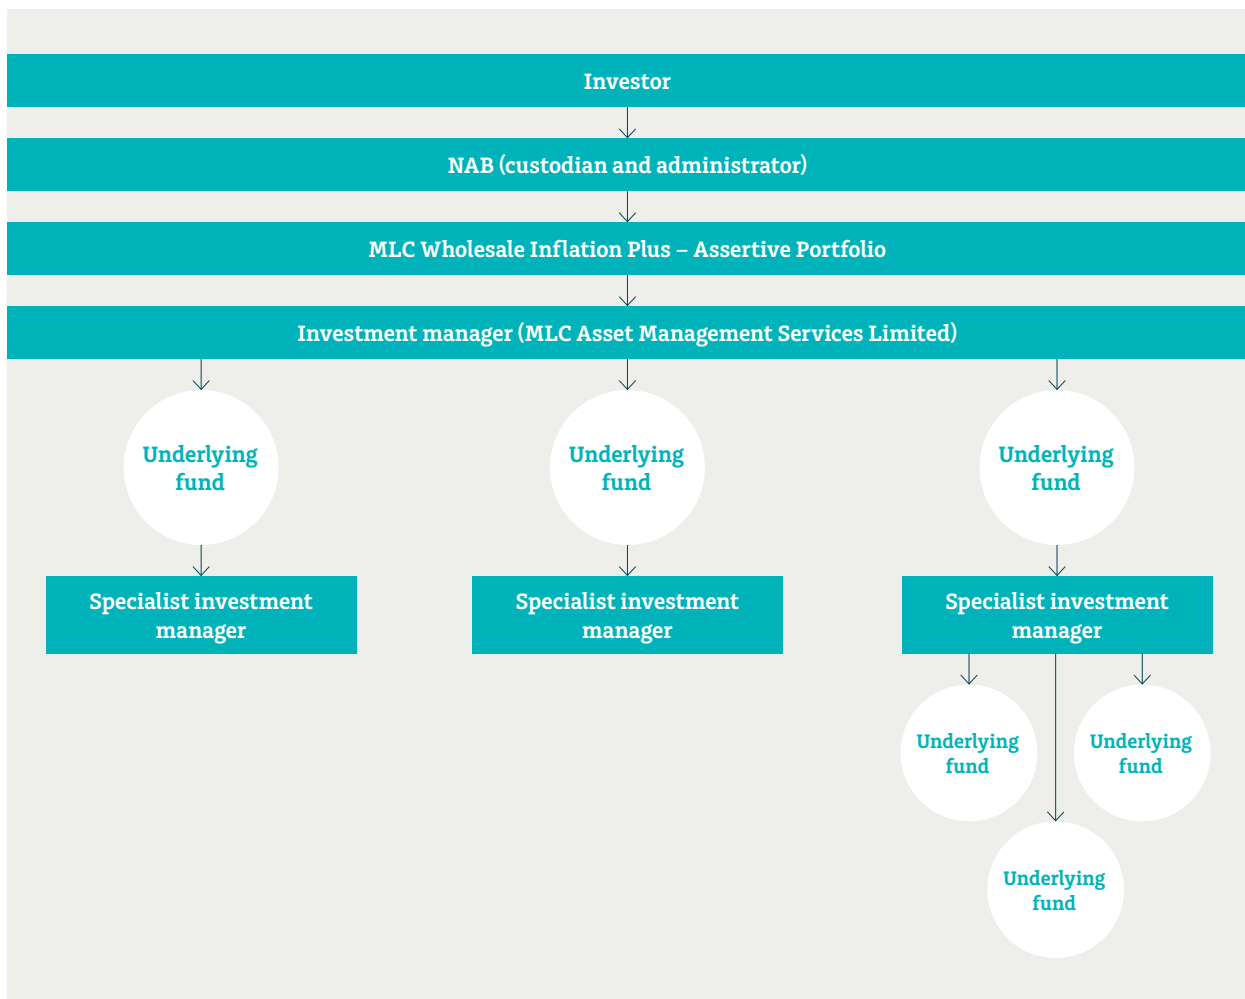 Investor
NAB (custodian and administrator)
MLC Wholesale Inflation Plus – Assertive Portfolio
Investment manager (MLC Asset Management Services Limited)
Underlying
fund
Underlying
fund
Underlying
fund
Specialist investment
manager
Specialist investment
manager
Specialist investment
manager
Underlying
fund
Underlying
fund
Underlying
fund